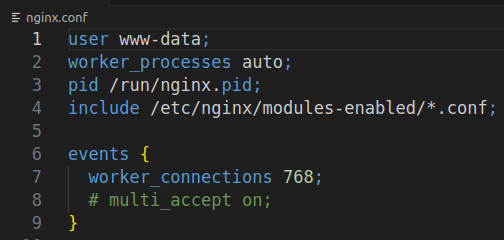 nginx.conf
1 user www-data;
2 worker_processes auto;
3 pid /run/nginx.pid;
4 include /etc/nginx/modules-enabled/*.conf;
5
6 events {
7 worker_connections 768;
8 # multi_accept on;
9 }